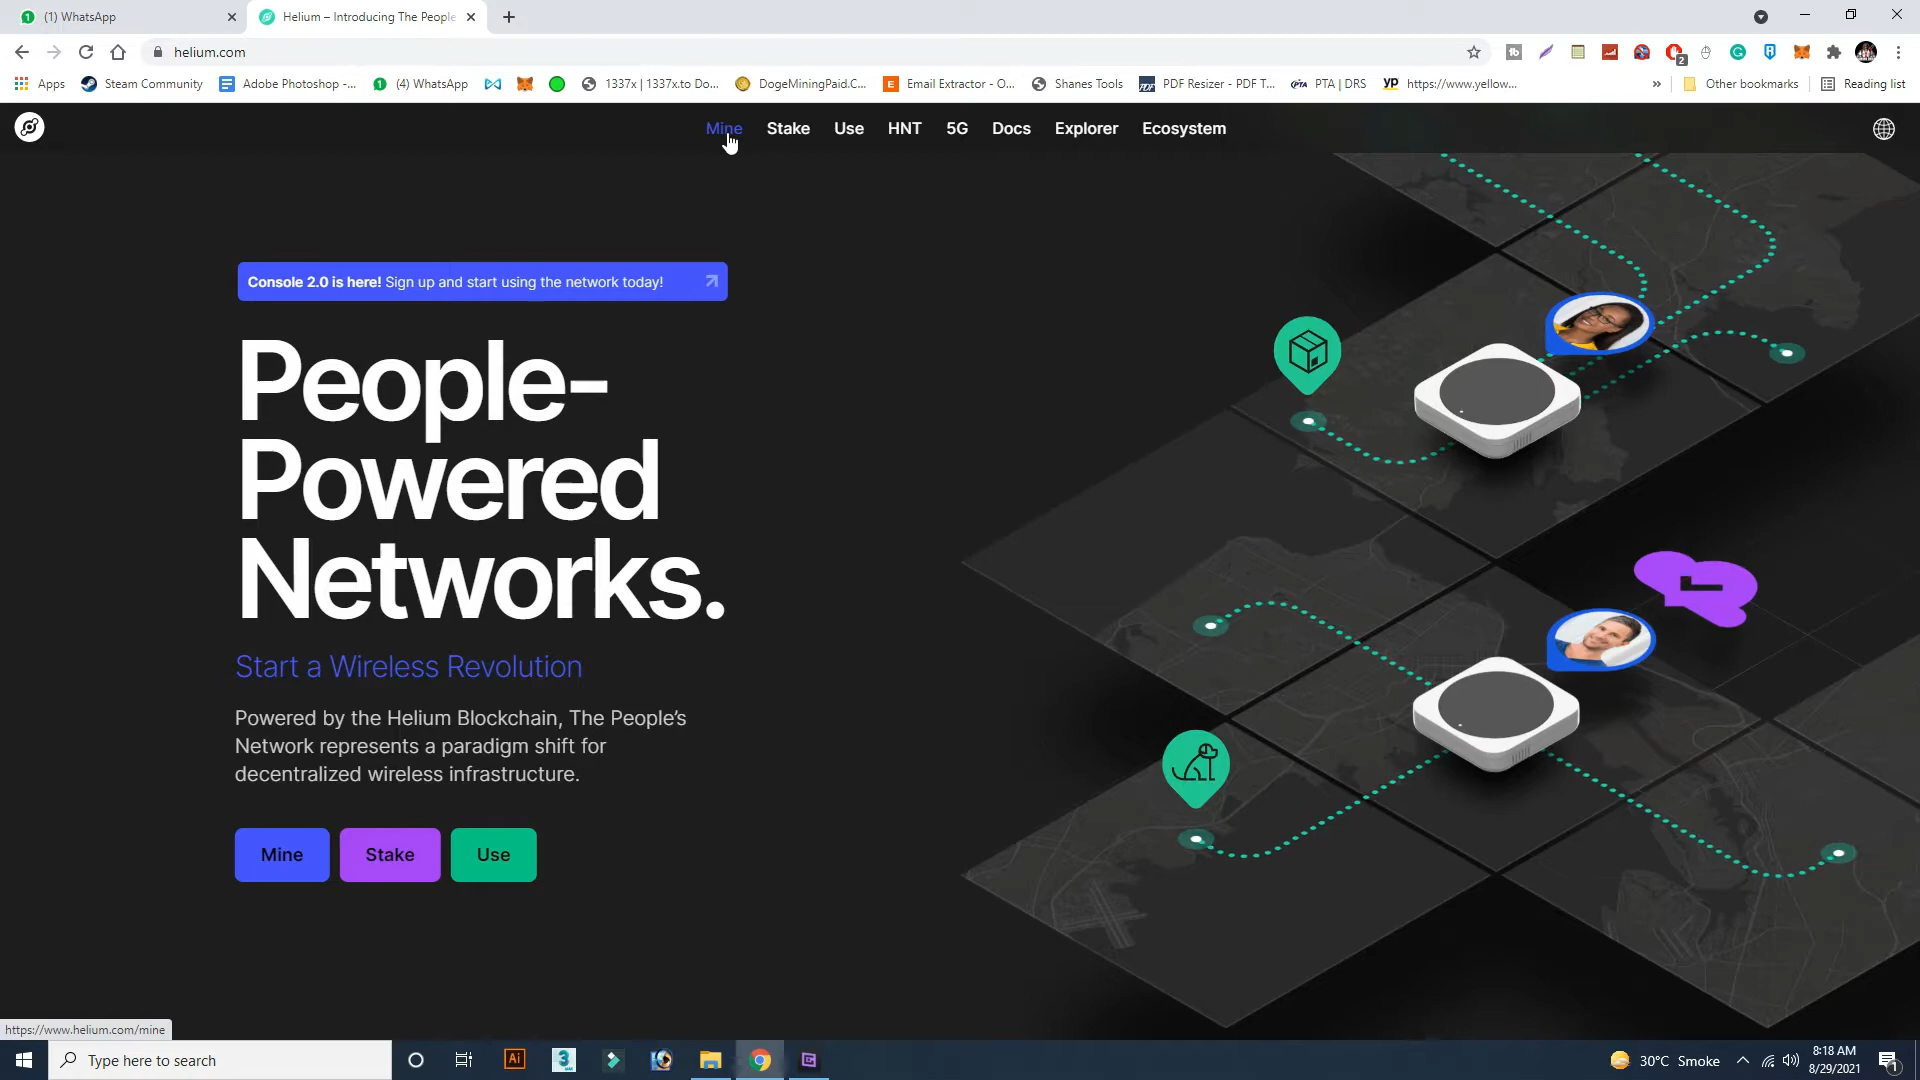 (1) WhatsApp
Helium – Introducing The People
helium.com
2
Apps
Steam Community
Adobe Photoshop -...
(4) WhatsApp
1337x | 1337x.to Do...
DogeMiningPaid.C...
Email Extractor - O...
Shanes Tools
PDF Resizer - PDF T...
PTA | DRS
https://www.yellow...
»
Other bookmarks
Reading list
Mine
Stake
Use
HNT
5G
Docs
Explorer
Ecosystem
Console 2.0 is here! Sign up and start using the network today!
People-
Powered
Networks.
Start a Wireless Revolution
Powered by the Helium Blockchain, The People’s
Network represents a paradigm shift for
decentralized wireless infrastructure.
Mine
Stake
Use
https://www.helium.com/mine
Type here to search
Ai
3
30°C Smoke
8:18 AM
8/29/2021
1